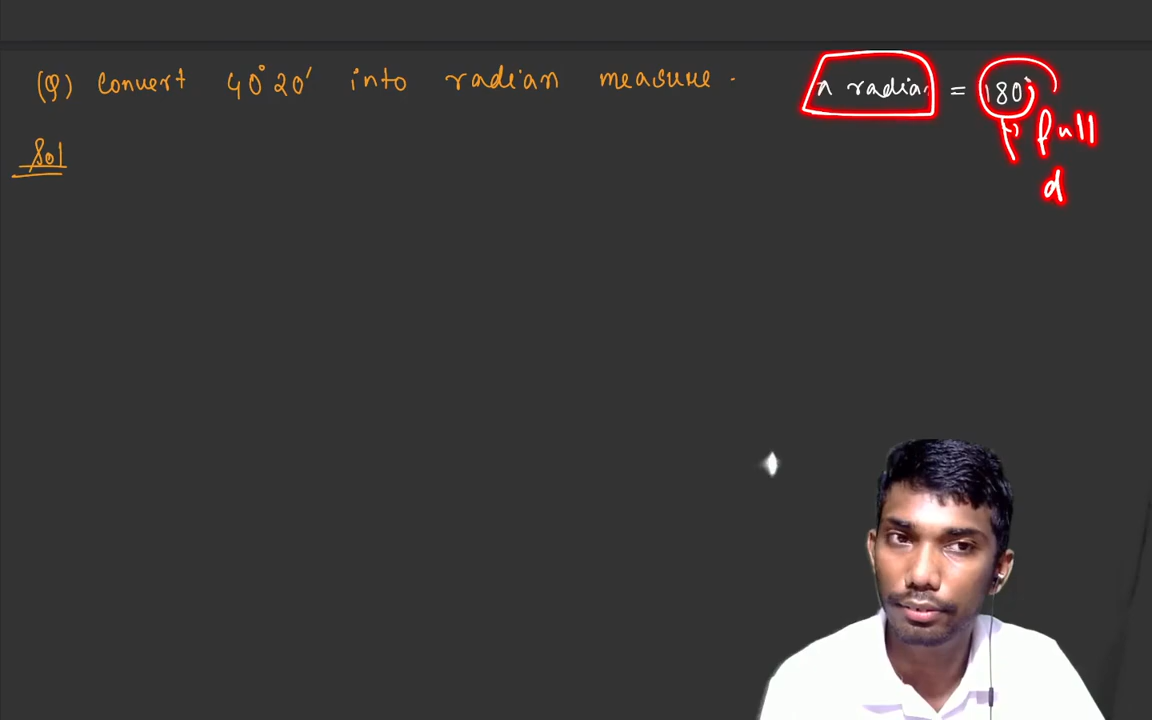 (Q) Convert 40° 20′ into radian measure.
π radian = 180°
full
d
Sol